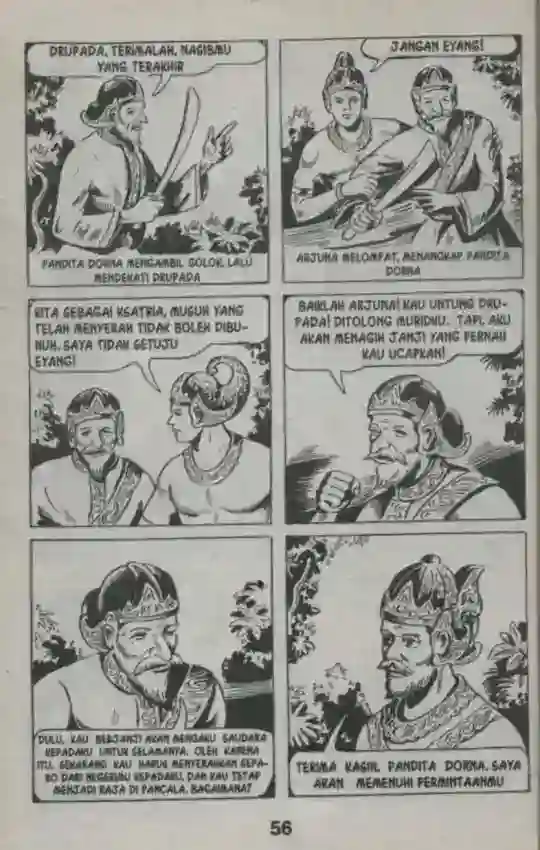 DRUPADA, TERIMALAH, NASIBMU
YANG TERAKHIR
PANDITA DORNA MENGAMBIL GOLOK, LALU
MENDEKATI DRUPADA
JANGAN EYANG!
ARJUNA MELOMPAT, MENANGKAP PANDITA
DORNA
KITA SEBAGAI KSATRIA, MUSUH YANG
TELAH MENYERAH TIDAK BOLEH DIBU-
NUH. SAYA TIDAK SETUJU
EYANG!
BAIKLAH ARJUNA! KAU UNTUNG DRU-
PADA! DITOLONG MURIDKU. TAPI, AKU
AKAN MENAGIH JANJI YANG PERNAH
KAU UCAPKAN!
DULU, KAU BERJANJI AKAN MENGAKU SAUDARA
KEPADAKU UNTUK SELAMANYA. OLEH KARENA
ITU, SEKARANG KAU HARUS MENYERAHKAN SEPA-
RO DARI NEGERIMU KEPADAKU, DAN KAU TETAP
MENJADI RAJA DI PANCALA. BAGAIMANA?
TERIMA KASIH, PANDITA DORNA. SAYA
AKAN MEMENUHI PERMINTAANMU
56